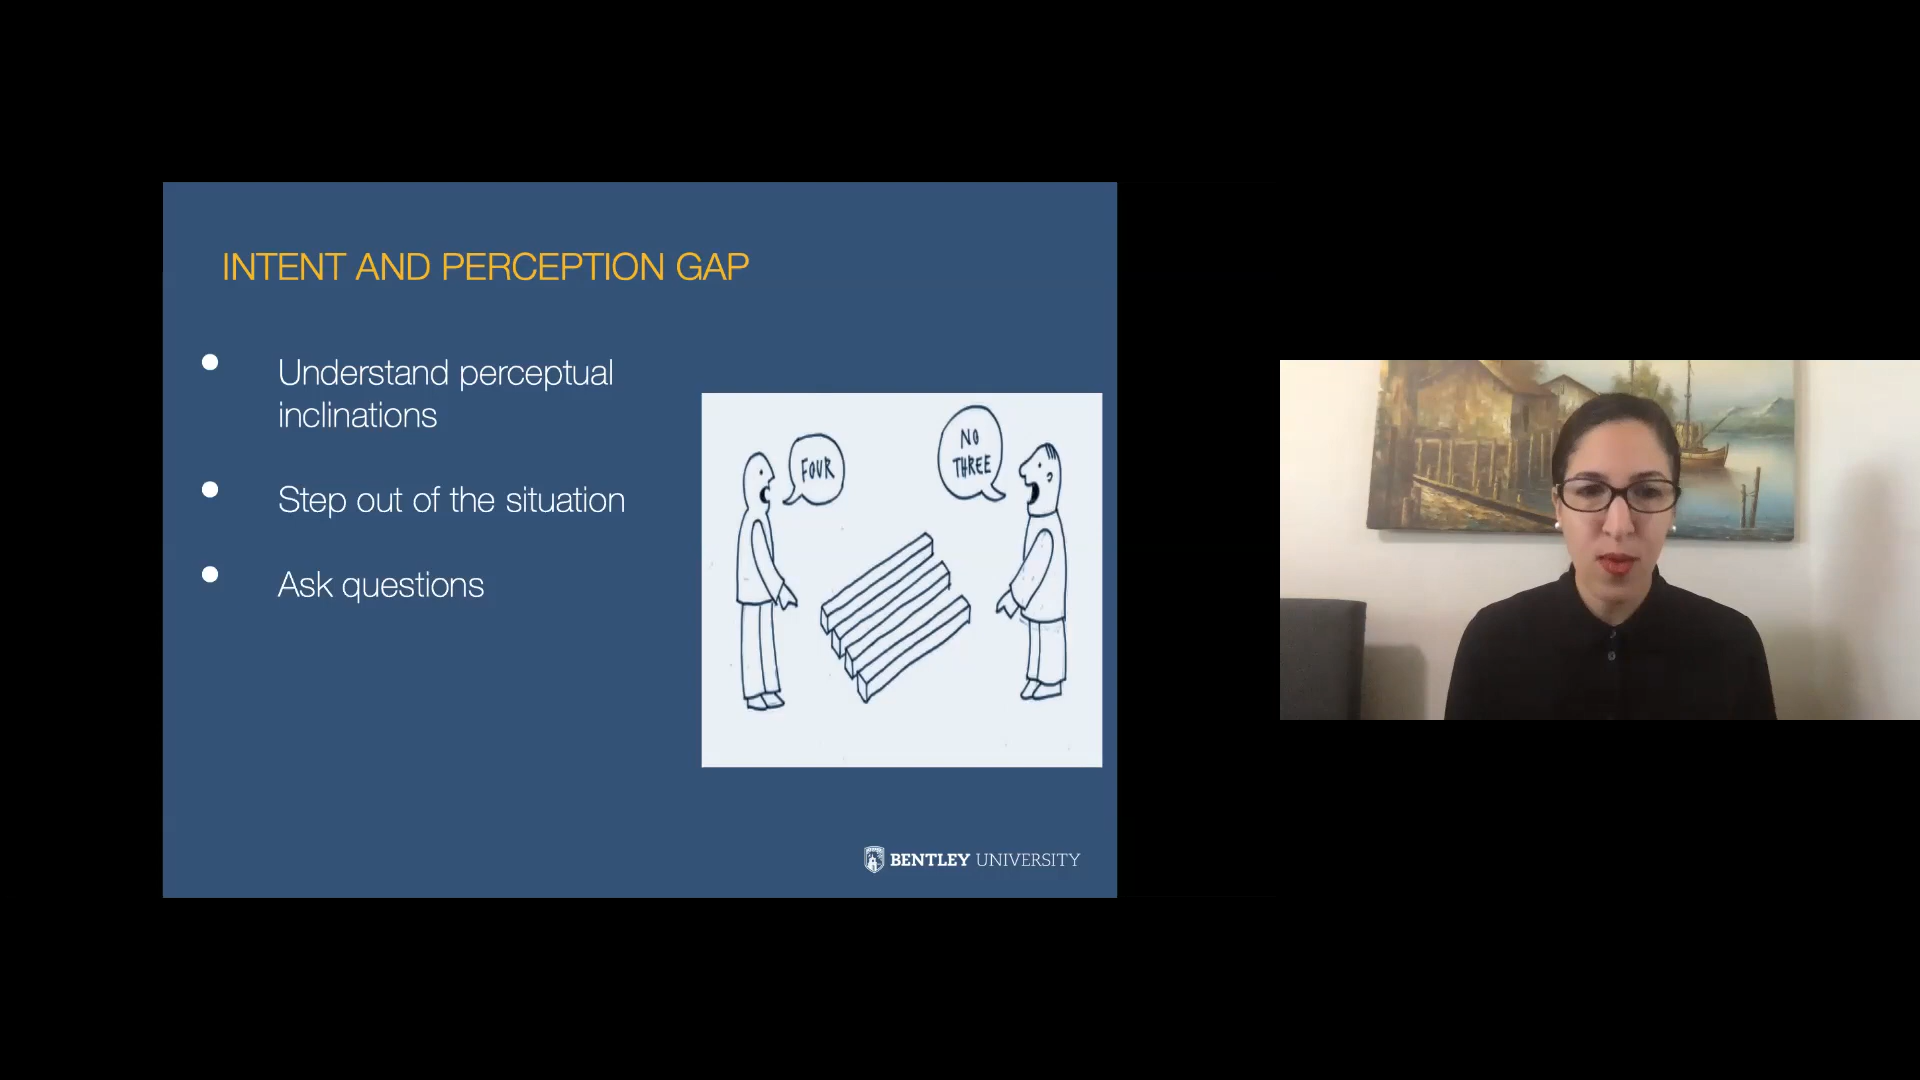 INTENT AND PERCEPTION GAP
Understand perceptual
inclinations
Step out of the situation
Ask questions
FOUR
NO
THREE
BENTLEY UNIVERSITY